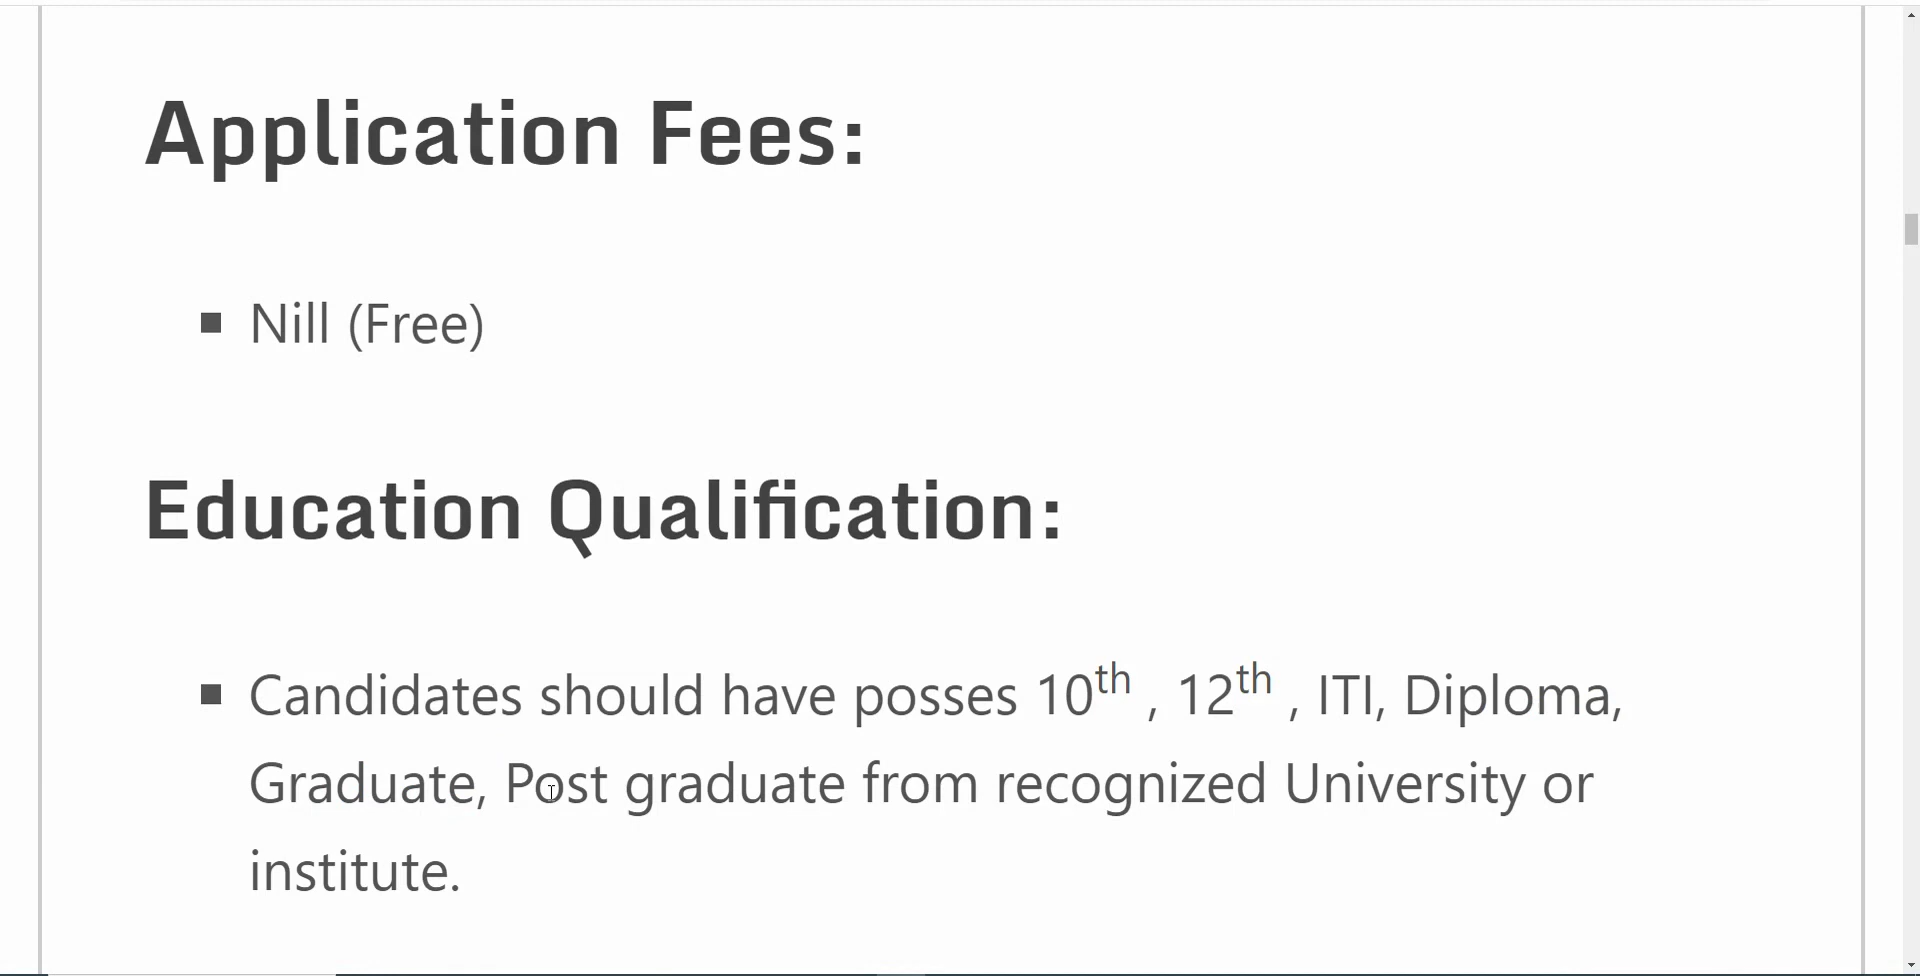 Application Fees:
Nill (Free)
Education Qualification:
Candidates should have posses 10th , 12th , ITI, Diploma,
Graduate, Post graduate from recognized University or
institute.